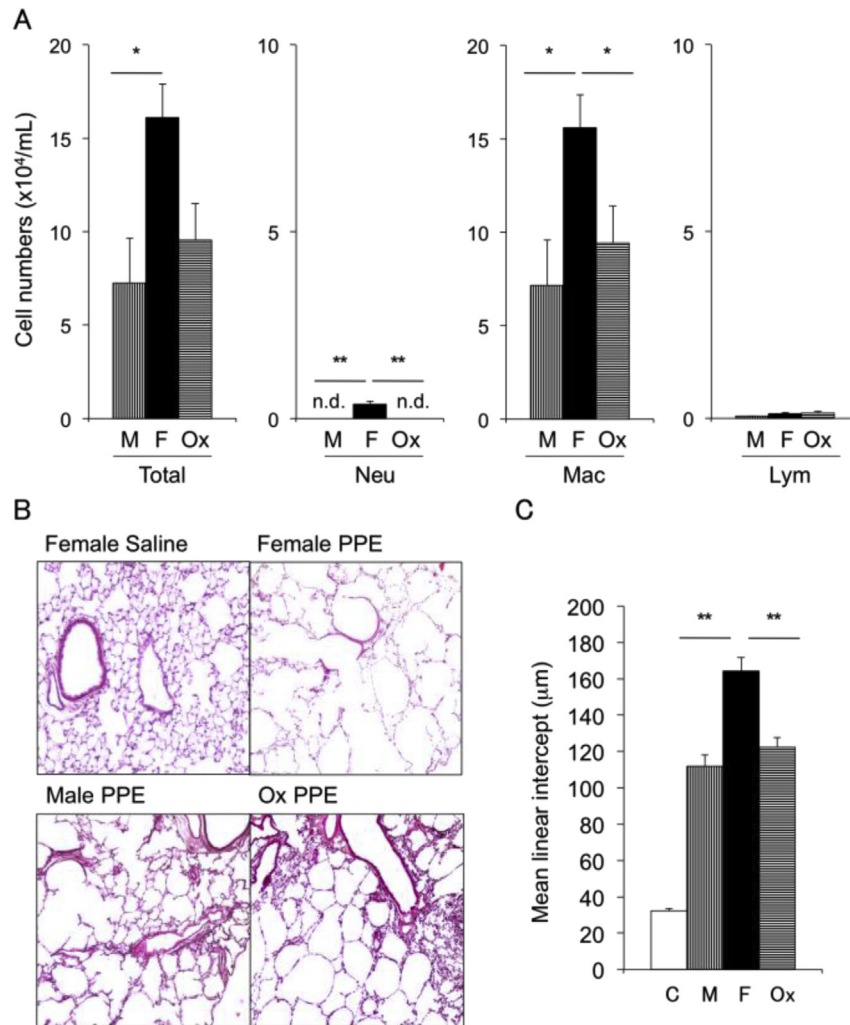 A
Cell numbers (x10⁴/mL)
20
15
10
5
0
*
M F Ox
Total
10
5
0
** **
n.d. n.d.
M F Ox
Neu
20
15
10
5
0
* *
M F Ox
Mac
10
5
0
M F Ox
Lym
B
Female Saline
Female PPE
Male PPE
Ox PPE
C
Mean linear intercept (μm)
200
180
160
140
120
100
80
60
40
20
0
** **
C M F Ox